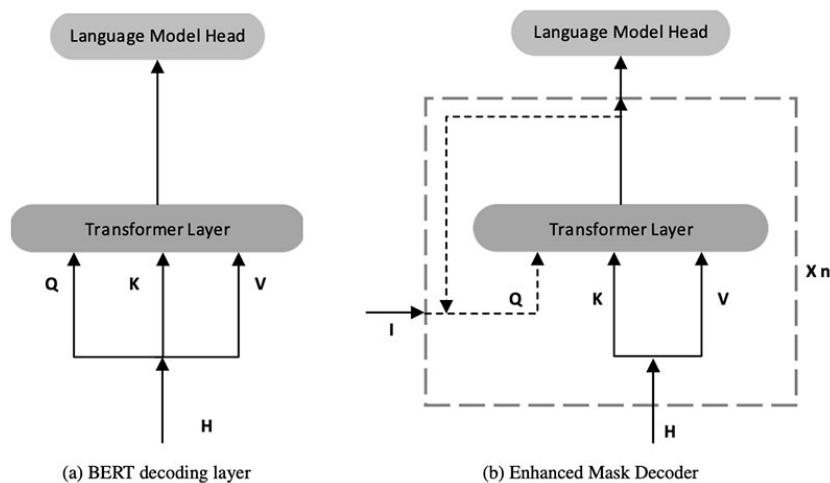 Language Model Head
Transformer Layer
Q
K
V
H
(a) BERT decoding layer
Language Model Head
Transformer Layer
Q
K
V
X n
I
H
(b) Enhanced Mask Decoder